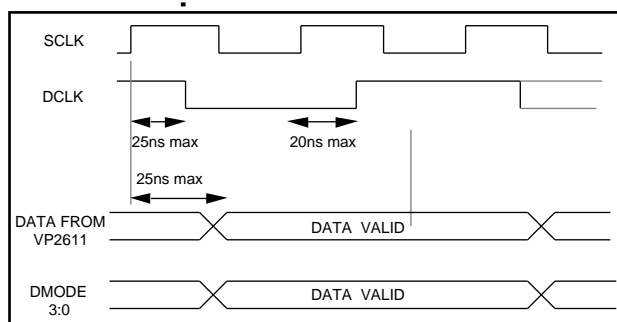 SCLK
DCLK
25ns max
20ns max
25ns max
DATA FROM
VP2611
DATA VALID
DMODE
3:0
DATA VALID